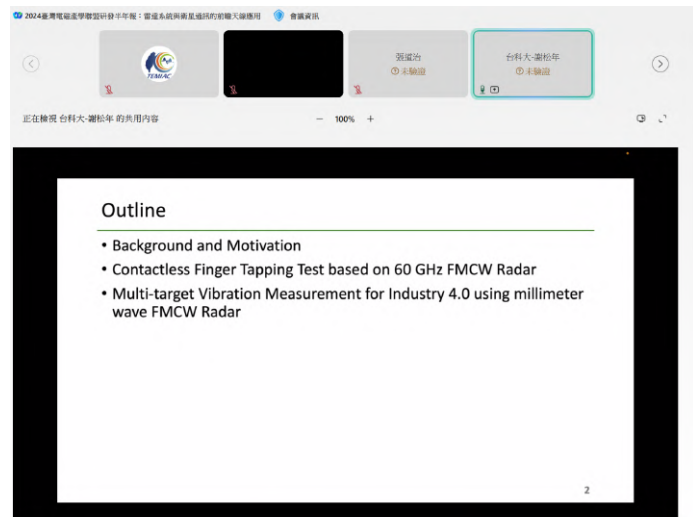 2024臺灣電磁產學聯盟研發半年報：雷達系統與衛星通訊的前瞻天線應用 會議資訊
TEMIAC
張道治
未驗證
台科大-謝松年
未驗證
正在檢視 台科大-謝松年 的共用內容
− 100% +
Outline
• Background and Motivation
• Contactless Finger Tapping Test based on 60 GHz FMCW Radar
• Multi-target Vibration Measurement for Industry 4.0 using millimeter
wave FMCW Radar
2